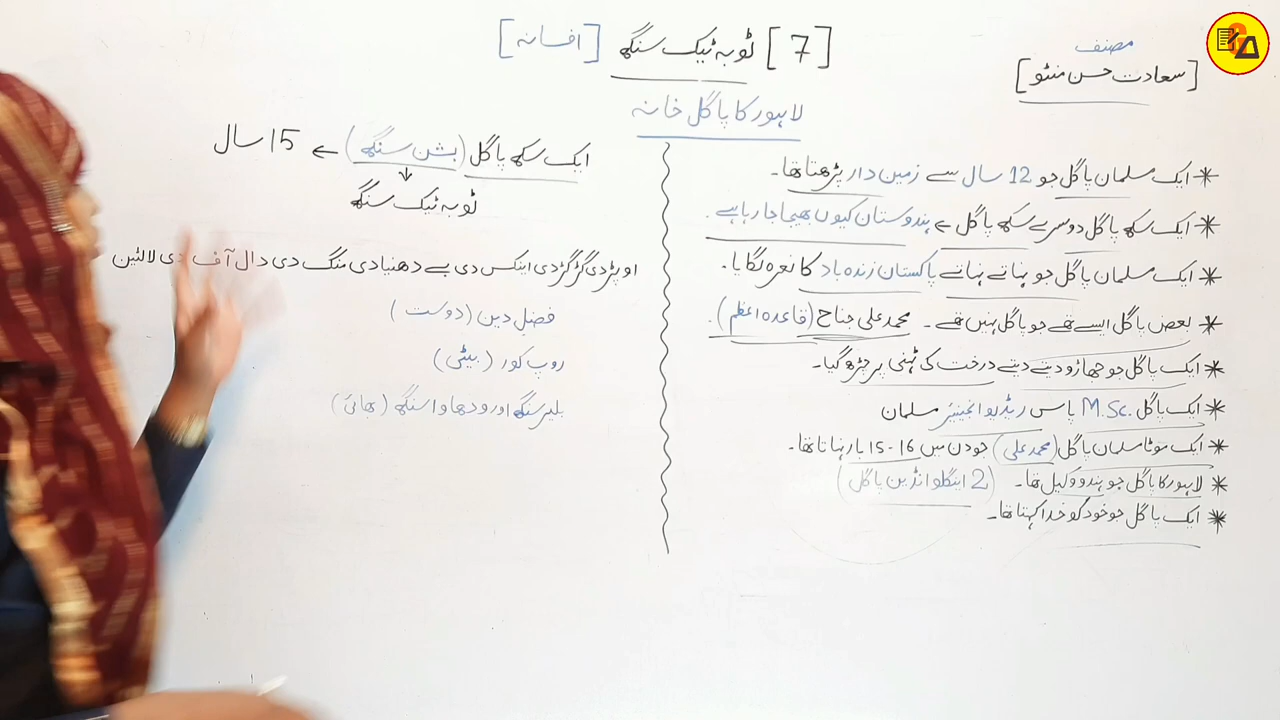 [7] ٹوبہ ٹیک سنگھ [افسانہ]
مصنف
[سعادت حسن منٹو]
لاہور کا پاگل خانہ
* ایک مسلمان پاگل جو 12 سال سے زمین دار پڑھتا تھا۔
* ایک سکھ پاگل دوسرے سکھ پاگل ← ہندوستان کیوں بھیجا جا رہا ہے۔
* ایک مسلمان پاگل جو نہاتے نہاتے پاکستان زندہ باد کا نعرہ لگایا۔
* بعض پاگل ایسے تھے جو پاگل نہیں تھے۔ محمد علی جناح (قاعدہ اعظم)۔
* ایک پاگل جو جھاڑو دیتے دیتے درخت کی ٹہنی پر چڑھ گیا۔
* ایک پاگل M.Sc. پاس ریڈیو انجینئر مسلمان
* ایک موٹا مسلمان پاگل (محمد علی) جو دن میں 16-15 بار نہاتا تھا۔
* لاہور کا پاگل جو ہندو وکیل تھا۔ (2 اینگلو انڈین پاگل)
* ایک پاگل جو خود کو خدا کہتا تھا۔
ایک سکھ پاگل (بشن سنگھ) ← 15 سال
↓
ٹوبہ ٹیک سنگھ
اوپڑ دی گڑ گڑ دی اینکس دی بے دھنیا دی منگ دی دال آف دی لالٹین
فضل دین (دوست)
روپ کور (بیٹی)
بلبیر سنگھ اور ودھاوا سنگھ (بھائی)